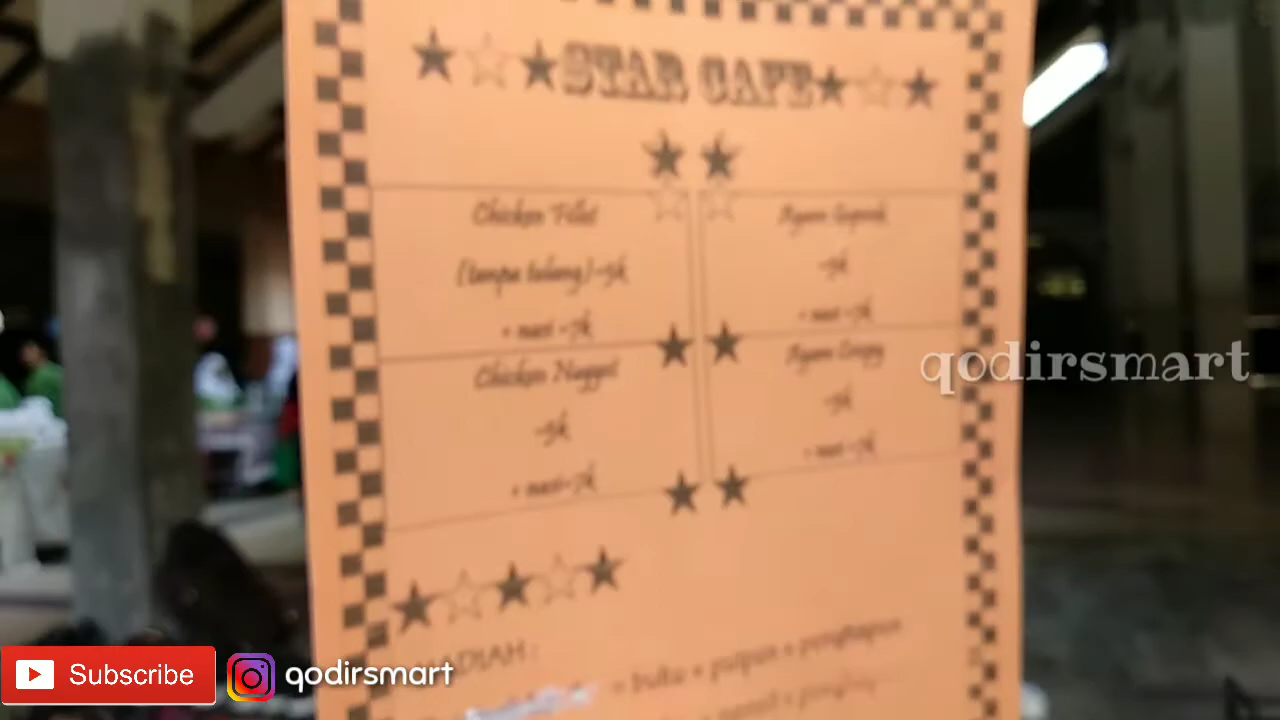 STAR CAFE
Chicken Fillet
(tanpa tulang)-5k
+ nasi -7k
Ayam Geprek
-5k
+ nasi -7k
Chicken Nugget
-5k
+ nasi-7k
Ayam Crispy
-5k
+ nasi -7k
qodirsmart
HADIAH :
= buku + pulpen + penghapus
Subscribe
qodirsmart